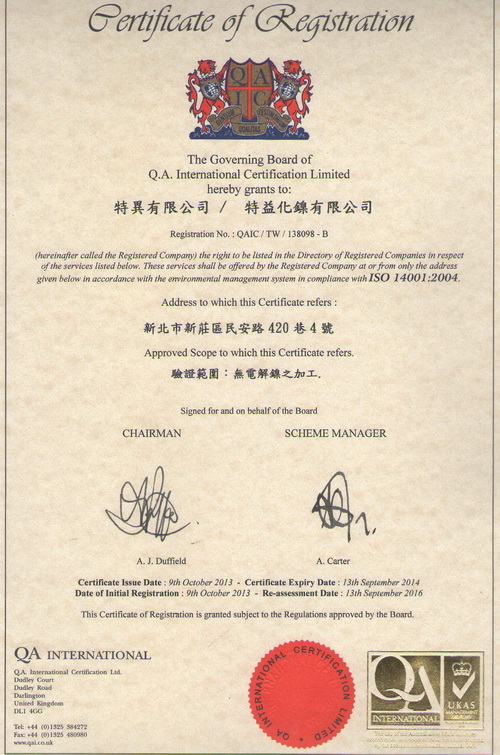 Certificate of Registration
QA
IC
The Governing Board of
Q.A. International Certification Limited
hereby grants to:
特異有限公司 / 特益化鎳有限公司
Registration No. : QAIC / TW / 138098 - B
(hereinafter called the Registered Company) the right to be listed in the Directory of Registered Companies in respect
of the services listed below. These services shall be offered by the Registered Company at or from only the address
given below in accordance with the environmental management system in compliance with ISO 14001:2004.
Address to which this Certificate refers :
新北市新莊區民安路 420 巷 4 號
Approved Scope to which this Certificate refers.
驗證範圍：無電解鎳之加工.
Signed for and on behalf of the Board
CHAIRMAN SCHEME MANAGER
A. J. Duffield A. Carter
Certificate Issue Date : 9th October 2013 - Certificate Expiry Date : 13th September 2014
Date of Initial Registration : 9th October 2013 - Re-assessment Date : 13th September 2016
This Certificate of Registration is granted subject to the Regulations approved by the Board.
QA INTERNATIONAL
Q.A. International Certification Ltd.
Dudley Court
Dudley Road
Darlington
United Kingdom
DL1 4GG
Tel: +44 (0)1325 384272
Fax: +44 (0)1325 480980
www.qai.co.uk
QA INTERNATIONAL CERTIFICATION LIMITED
QA
INTERNATIONAL
UKAS